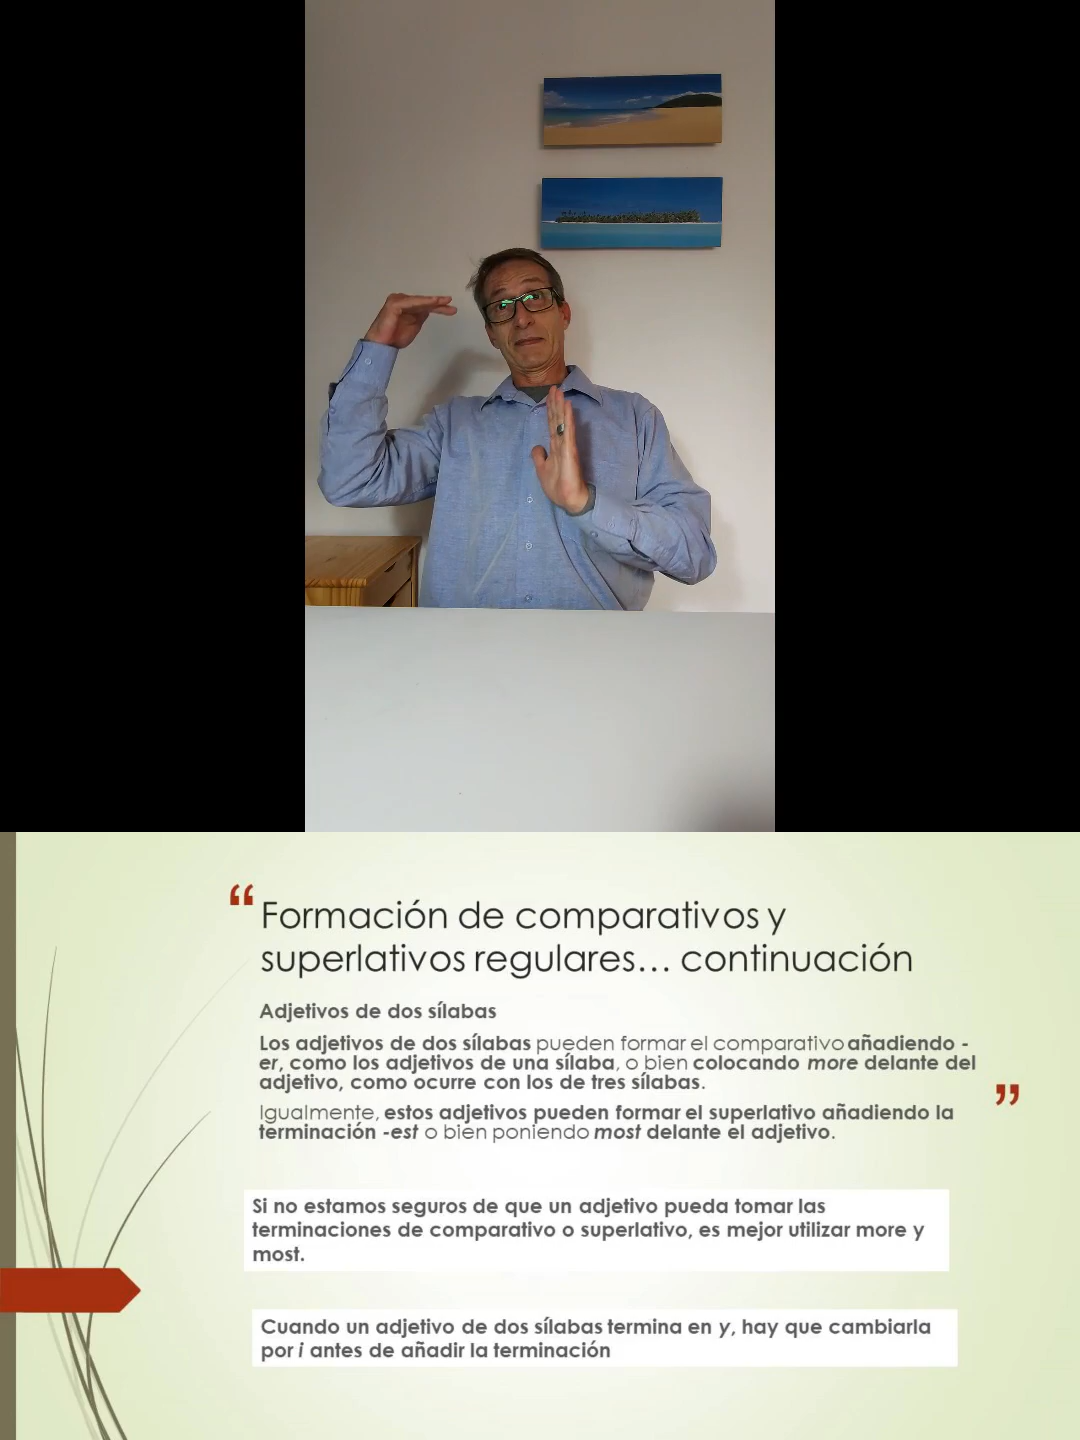 “Formación de comparativos y
superlativos regulares... continuación
Adjetivos de dos sílabas
Los adjetivos de dos sílabas pueden formar el comparativo añadiendo -
er, como los adjetivos de una sílaba, o bien colocando more delante del
adjetivo, como ocurre con los de tres sílabas.
Igualmente, estos adjetivos pueden formar el superlativo añadiendo la
terminación -est o bien poniendo most delante el adjetivo.
”
Si no estamos seguros de que un adjetivo pueda tomar las
terminaciones de comparativo o superlativo, es mejor utilizar more y
most.
Cuando un adjetivo de dos sílabas termina en y, hay que cambiarla
por i antes de añadir la terminación